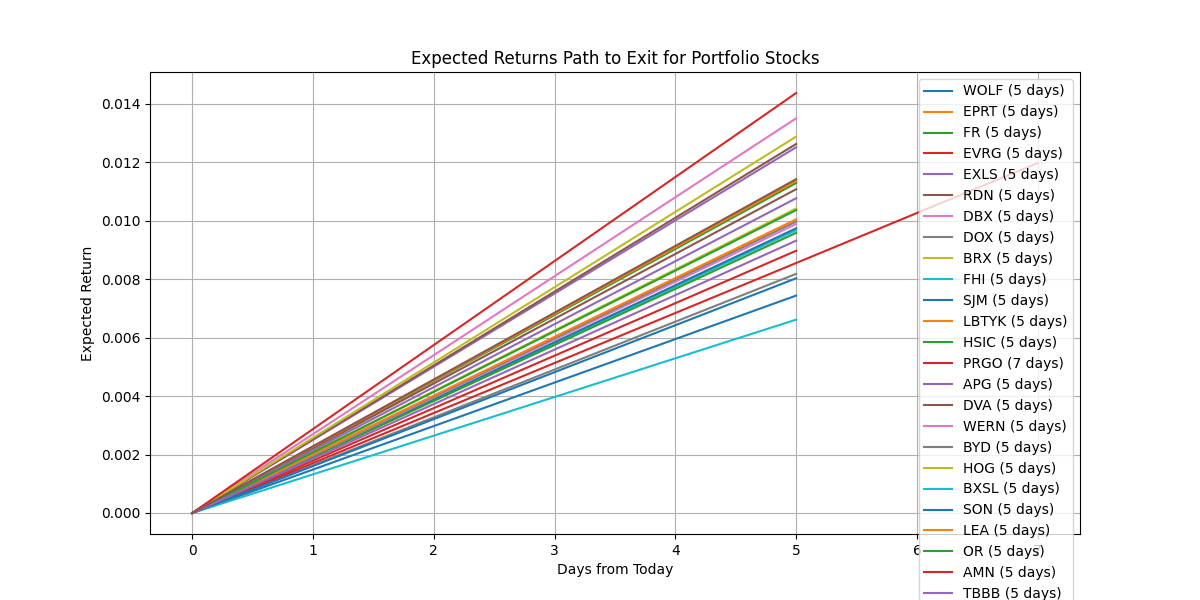 Expected Returns Path to Exit for Portfolio Stocks
Expected Return
0.014
0.012
0.010
0.008
0.006
0.004
0.002
0.000
0
1
2
3
4
5
6
Days from Today
WOLF (5 days)
EPRT (5 days)
FR (5 days)
EVRG (5 days)
EXLS (5 days)
RDN (5 days)
DBX (5 days)
DOX (5 days)
BRX (5 days)
FHI (5 days)
SJM (5 days)
LBTYK (5 days)
HSIC (5 days)
PRGO (7 days)
APG (5 days)
DVA (5 days)
WERN (5 days)
BYD (5 days)
HOG (5 days)
BXSL (5 days)
SON (5 days)
LEA (5 days)
OR (5 days)
AMN (5 days)
TBBB (5 days)